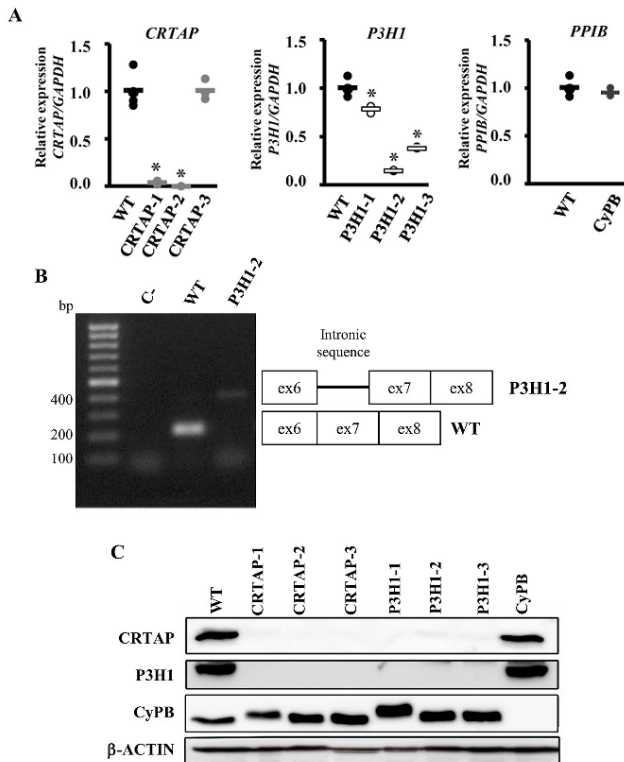 A
CRTAP
P3H1
PPIB
Relative expression
CRTAP/GAPDH
1.5
1.0
0.5
0.0
WT
CRTAP-1
CRTAP-2
CRTAP-3
*
*
Relative expression
P3H1/GAPDH
1.5
1.0
0.5
0.0
WT
P3H1-1
P3H1-2
P3H1-3
*
*
*
Relative expression
PPIB/GAPDH
1.5
1.0
0.5
0.0
WT
CyPB
B
bp
C-
WT
P3H1-2
400
200
100
Intronic
sequence
ex6 ex7 ex8 P3H1-2
ex6 ex7 ex8 WT
C
WT
CRTAP-1
CRTAP-2
CRTAP-3
P3H1-1
P3H1-2
P3H1-3
CyPB
CRTAP
P3H1
CyPB
β-ACTIN